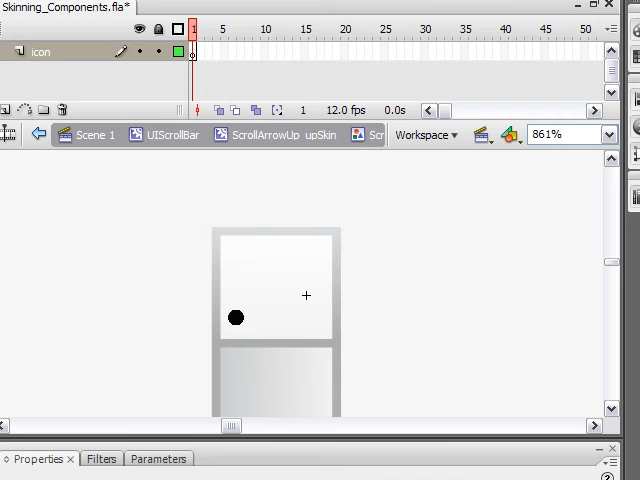 Skinning_Components.fla*
1 5 10 15 20 25 30 35 40 45 50
icon
1 12.0 fps 0.0s
Scene 1 UIScrollBar ScrollArrowUp_upSkin Scr Workspace 861%
Properties Filters Parameters